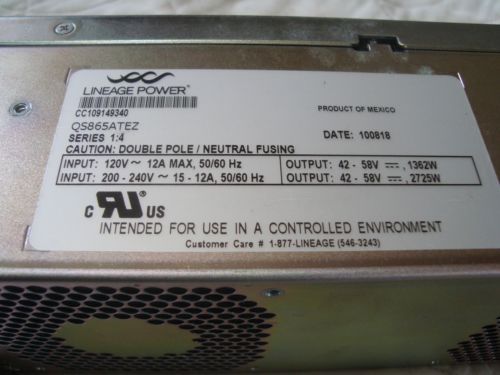 LINEAGE POWER®
CC109149340
PRODUCT OF MEXICO
QS865ATEZ
SERIES 1:4
DATE: 100818
CAUTION: DOUBLE POLE / NEUTRAL FUSING
INPUT: 120V ~ 12A MAX, 50/60 Hz OUTPUT: 42 - 58V ⎓, 1362W
INPUT: 200 - 240V ~ 15 - 12A, 50/60 Hz OUTPUT: 42 - 58V ⎓, 2725W
C RU US
INTENDED FOR USE IN A CONTROLLED ENVIRONMENT
Customer Care # 1-877-LINEAGE (546-3243)